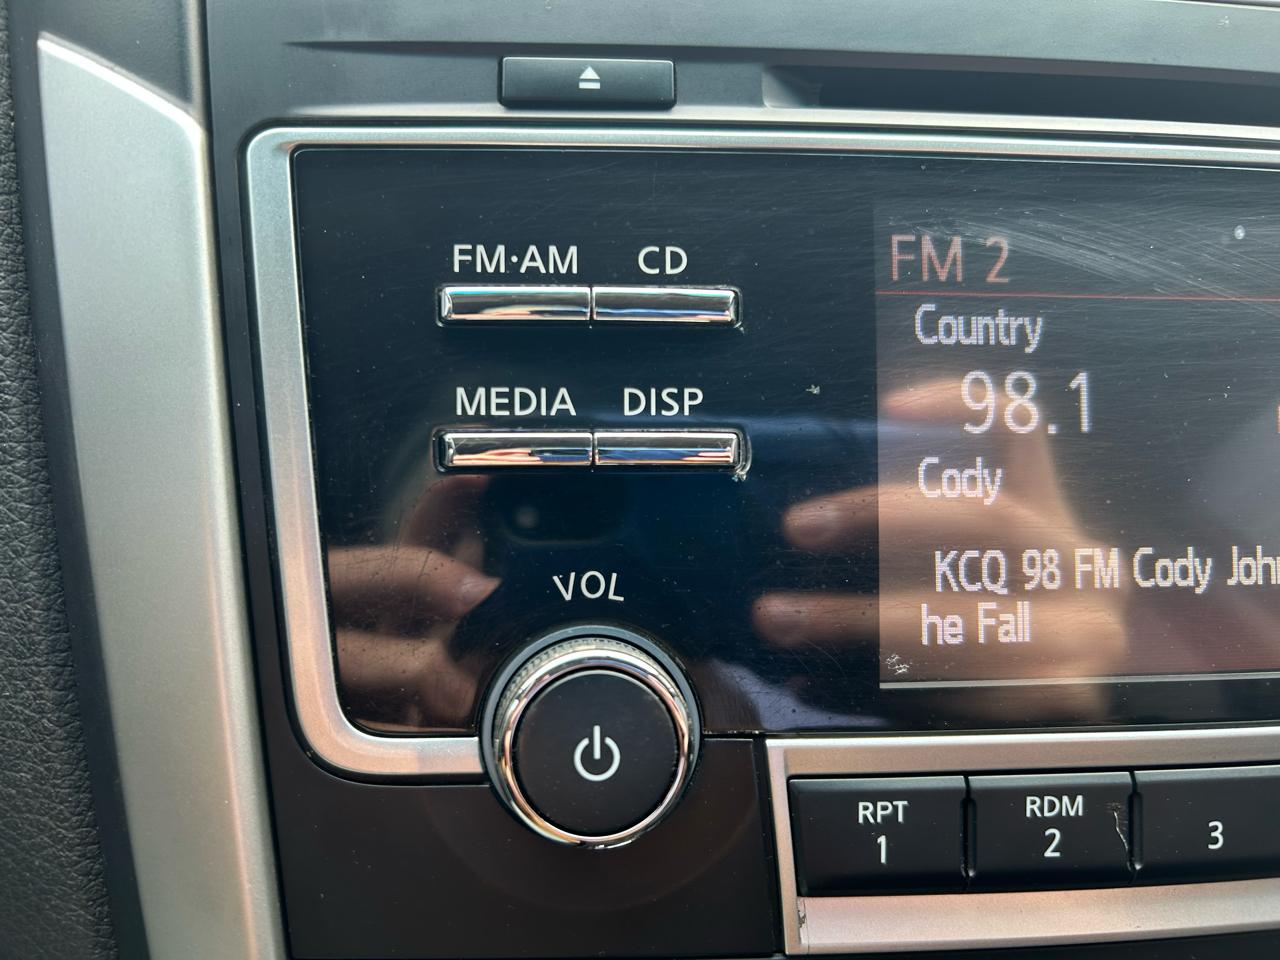 FM·AM CD
FM 2
Country
MEDIA DISP
98.1
Cody
KCQ 98 FM Cody
he Fall
VOL
RPT RDM
1 2 3